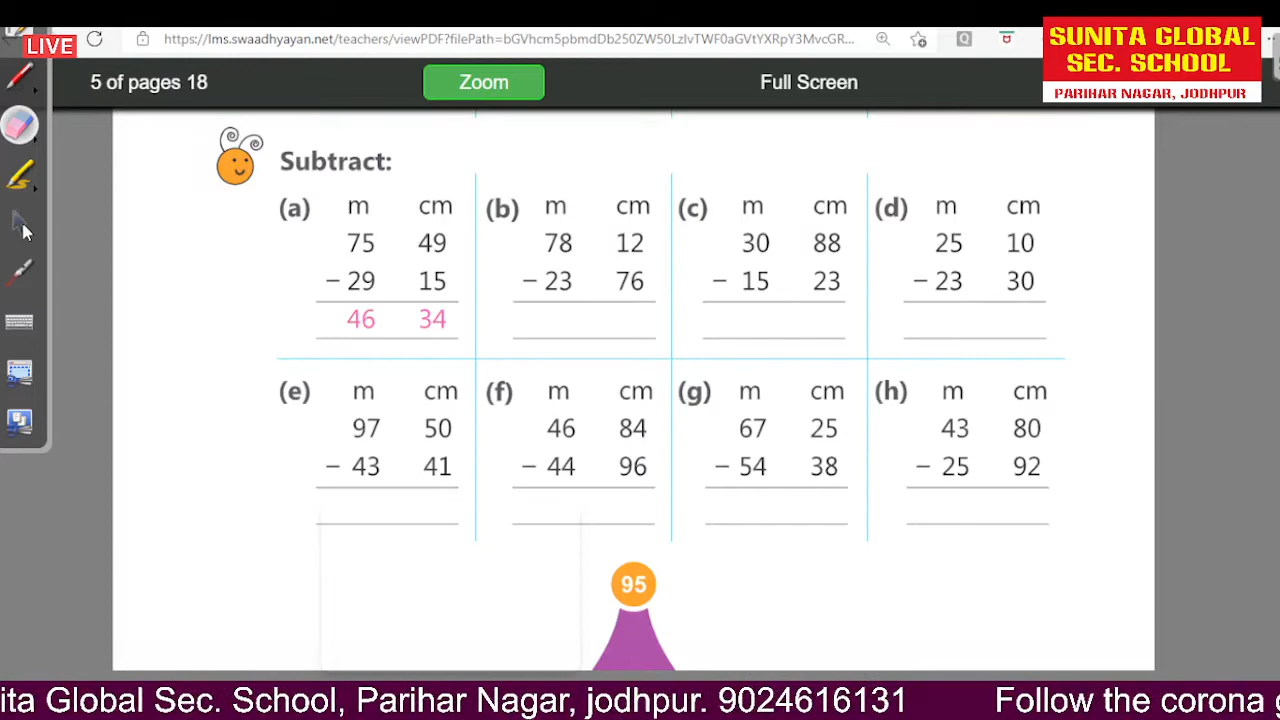 LIVE
https://lms.swaadhyayan.net/teachers/viewPDF?filePath=bGVhcm5pbmdDb250ZW50LzIvTWF0aGVtYXRpY3MvcGR...
SUNITA GLOBAL
SEC. SCHOOL
PARIHAR NAGAR, JODHPUR
5 of pages 18
Zoom
Full Screen
Subtract:
(a) m cm (b) m cm (c) m cm (d) m cm
75 49 78 12 30 88 25 10
− 29 15 − 23 76 − 15 23 − 23 30
46 34
(e) m cm (f) m cm (g) m cm (h) m cm
97 50 46 84 67 25 43 80
− 43 41 − 44 96 − 54 38 − 25 92
95
ita Global Sec. School, Parihar Nagar, jodhpur. 9024616131 Follow the corona g